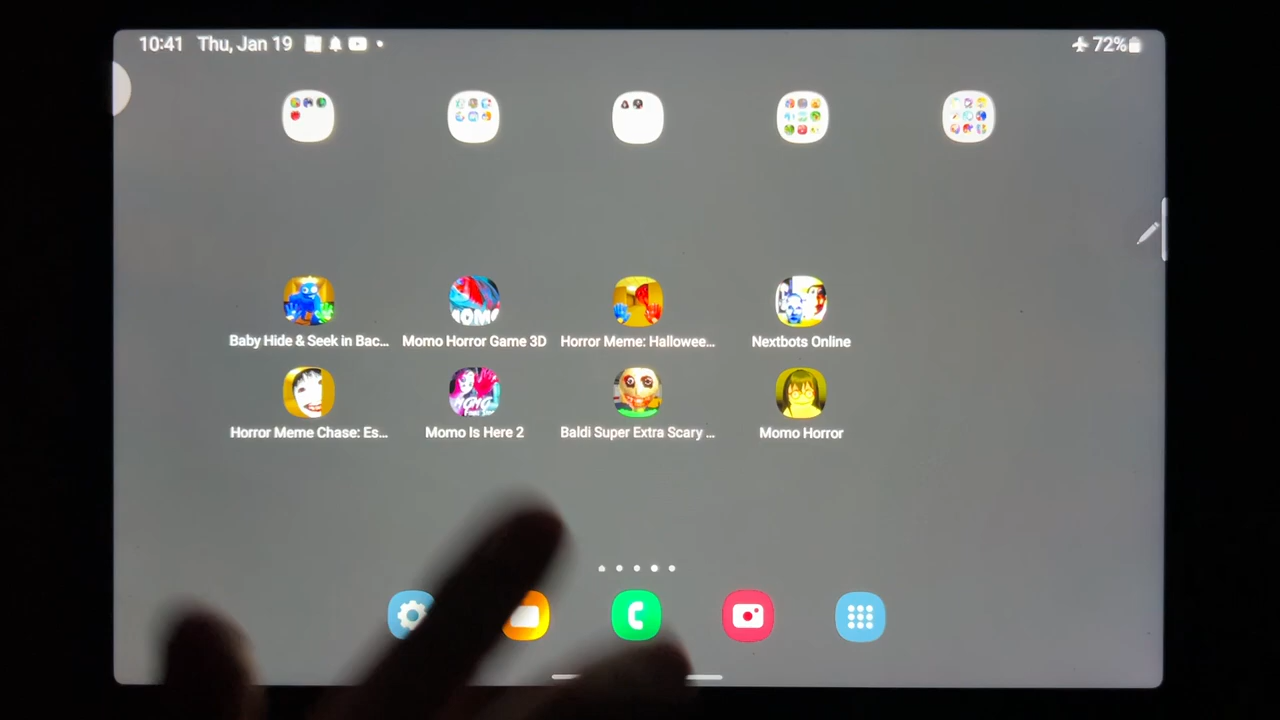 10:41 Thu, Jan 19 72%
Baby Hide & Seek in Bac... Momo Horror Game 3D Horror Meme: Hallowee... Nextbots Online
Horror Meme Chase: Es... Momo Is Here 2 Baldi Super Extra Scary ... Momo Horror